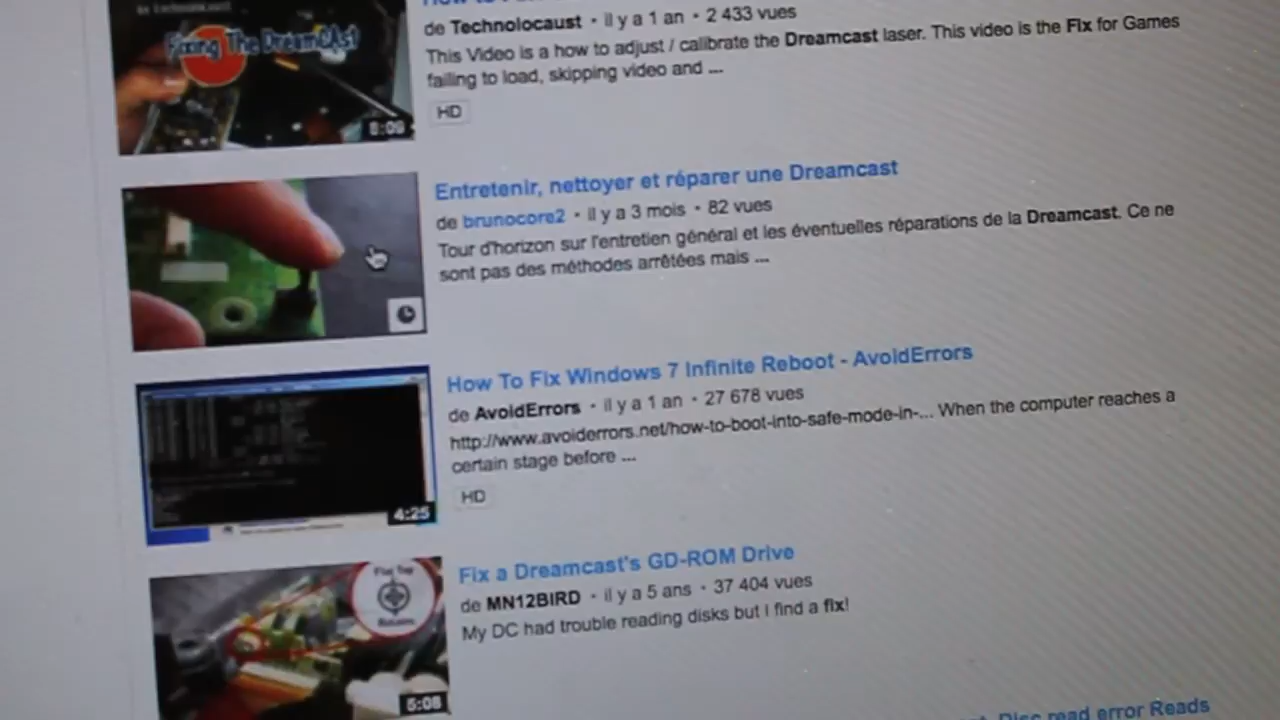 Fixing The DreamCast
8:09
de Technolocaust · il y a 1 an · 2 433 vues
This Video is a how to adjust / calibrate the Dreamcast laser. This video is the Fix for Games
failing to load, skipping video and ...
HD
Entretenir, nettoyer et réparer une Dreamcast
de brunocore2 · il y a 3 mois · 82 vues
Tour d'horizon sur l'entretien général et les éventuelles réparations de la Dreamcast. Ce ne
sont pas des méthodes arrêtées mais ...
How To Fix Windows 7 Infinite Reboot - AvoidErrors
de AvoidErrors · il y a 1 an · 27 678 vues
http://www.avoiderrors.net/how-to-boot-into-safe-mode-in-... When the computer reaches a
certain stage before ...
4:25
HD
Fix a Dreamcast's GD-ROM Drive
de MN12BIRD · il y a 5 ans · 37 404 vues
My DC had trouble reading disks but I find a fix!
5:08
Disc read error Reads